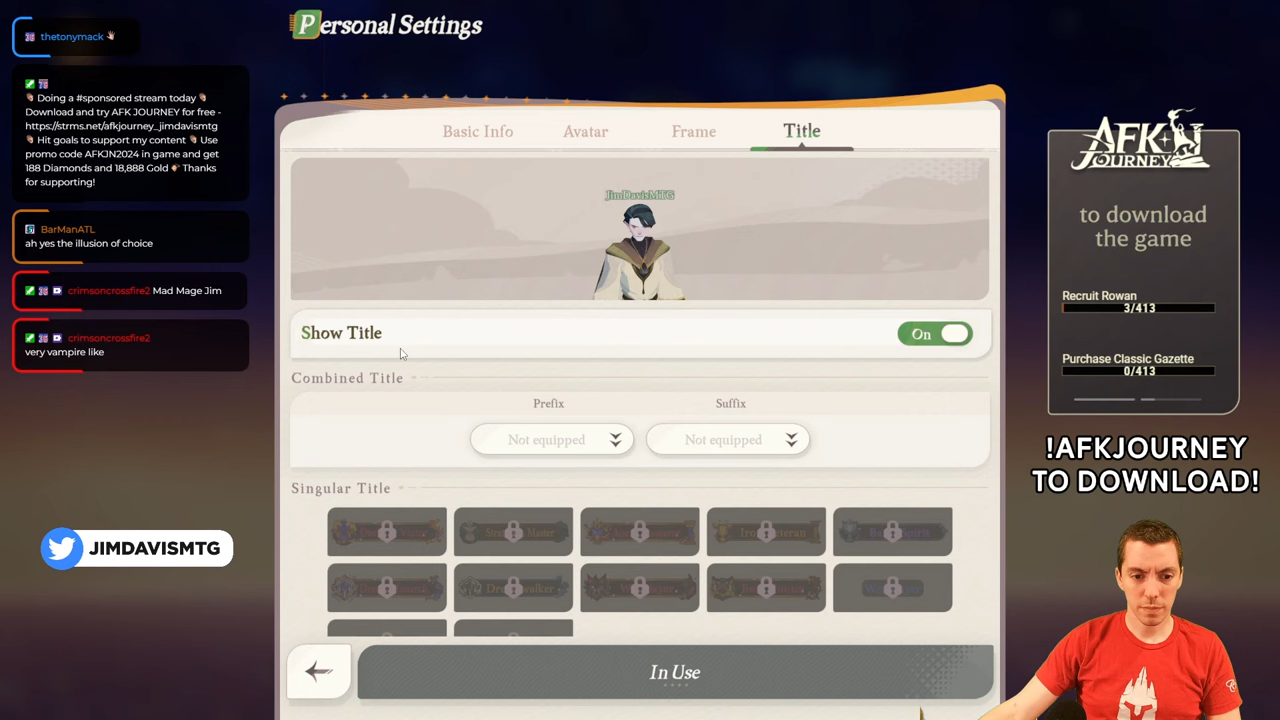 Personal Settings
thetonymack
Doing a #sponsored stream today
Download and try AFK JOURNEY for free -
https://strms.net/afkjourney_jimdavismtg
Hit goals to support my content Use
promo code AFKJN2024 in game and get
188 Diamonds and 18,888 Gold Thanks
for supporting!
BarManATL
ah yes the illusion of choice
crimsoncrossfire2 Mad Mage Jim
crimsoncrossfire2
very vampire like
JIMDAVISMTG
Basic Info
Avatar
Frame
Title
JimDavisMTG
Show Title
On
Combined Title
Prefix
Suffix
Not equipped
Not equipped
Singular Title
Master
In Use
AFK
JOURNEY
to download
the game
Recruit Rowan
3/413
Purchase Classic Gazette
0/413
!AFKJOURNEY
TO DOWNLOAD!